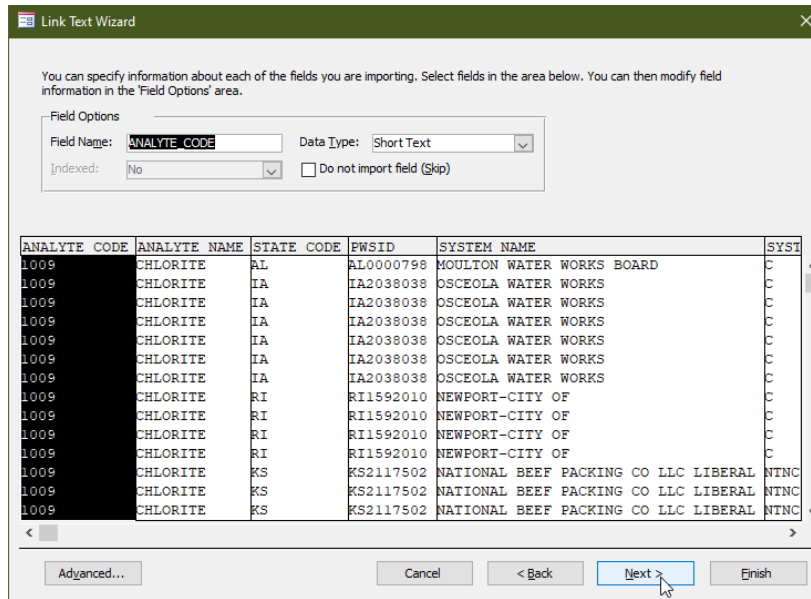 Link Text Wizard
You can specify information about each of the fields you are importing. Select fields in the area below. You can then modify field
information in the 'Field Options' area.
Field Options
Field Name: ANALYTE_CODE Data Type: Short Text
Indexed: No Do not import field (Skip)
ANALYTE CODE ANALYTE NAME STATE CODE PWSID SYSTEM NAME SYST
1009 CHLORITE AL AL0000798 MOULTON WATER WORKS BOARD C
1009 CHLORITE IA IA2038038 OSCEOLA WATER WORKS C
1009 CHLORITE IA IA2038038 OSCEOLA WATER WORKS C
1009 CHLORITE IA IA2038038 OSCEOLA WATER WORKS C
1009 CHLORITE IA IA2038038 OSCEOLA WATER WORKS C
1009 CHLORITE IA IA2038038 OSCEOLA WATER WORKS C
1009 CHLORITE IA IA2038038 OSCEOLA WATER WORKS C
1009 CHLORITE RI RI1592010 NEWPORT-CITY OF C
1009 CHLORITE RI RI1592010 NEWPORT-CITY OF C
1009 CHLORITE RI RI1592010 NEWPORT-CITY OF C
1009 CHLORITE RI RI1592010 NEWPORT-CITY OF C
1009 CHLORITE KS KS2117502 NATIONAL BEEF PACKING CO LLC LIBERAL NTNC
1009 CHLORITE KS KS2117502 NATIONAL BEEF PACKING CO LLC LIBERAL NTNC
1009 CHLORITE KS KS2117502 NATIONAL BEEF PACKING CO LLC LIBERAL NTNC
Advanced... Cancel < Back Next > Finish